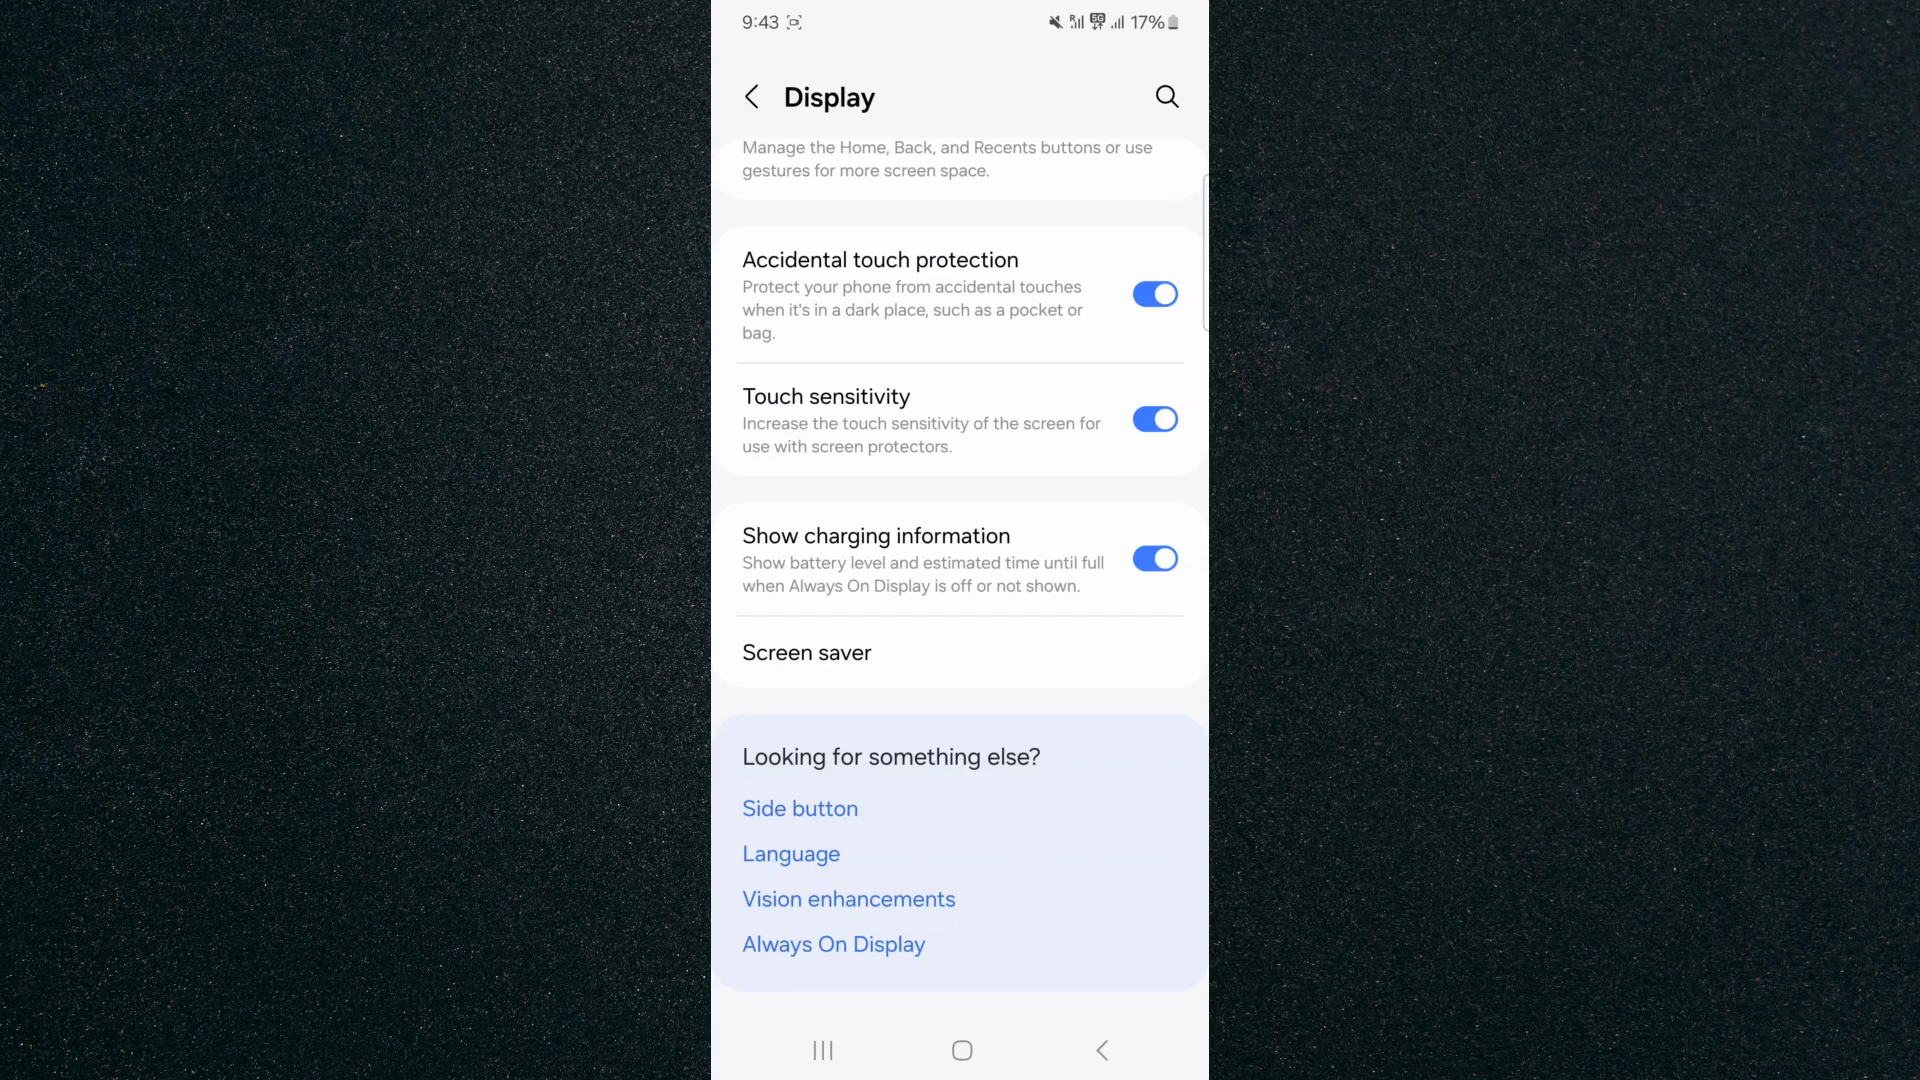 9:43
17%
Display
Manage the Home, Back, and Recents buttons or use
gestures for more screen space.
Accidental touch protection
Protect your phone from accidental touches
when it's in a dark place, such as a pocket or
bag.
Touch sensitivity
Increase the touch sensitivity of the screen for
use with screen protectors.
Show charging information
Show battery level and estimated time until full
when Always On Display is off or not shown.
Screen saver
Looking for something else?
Side button
Language
Vision enhancements
Always On Display